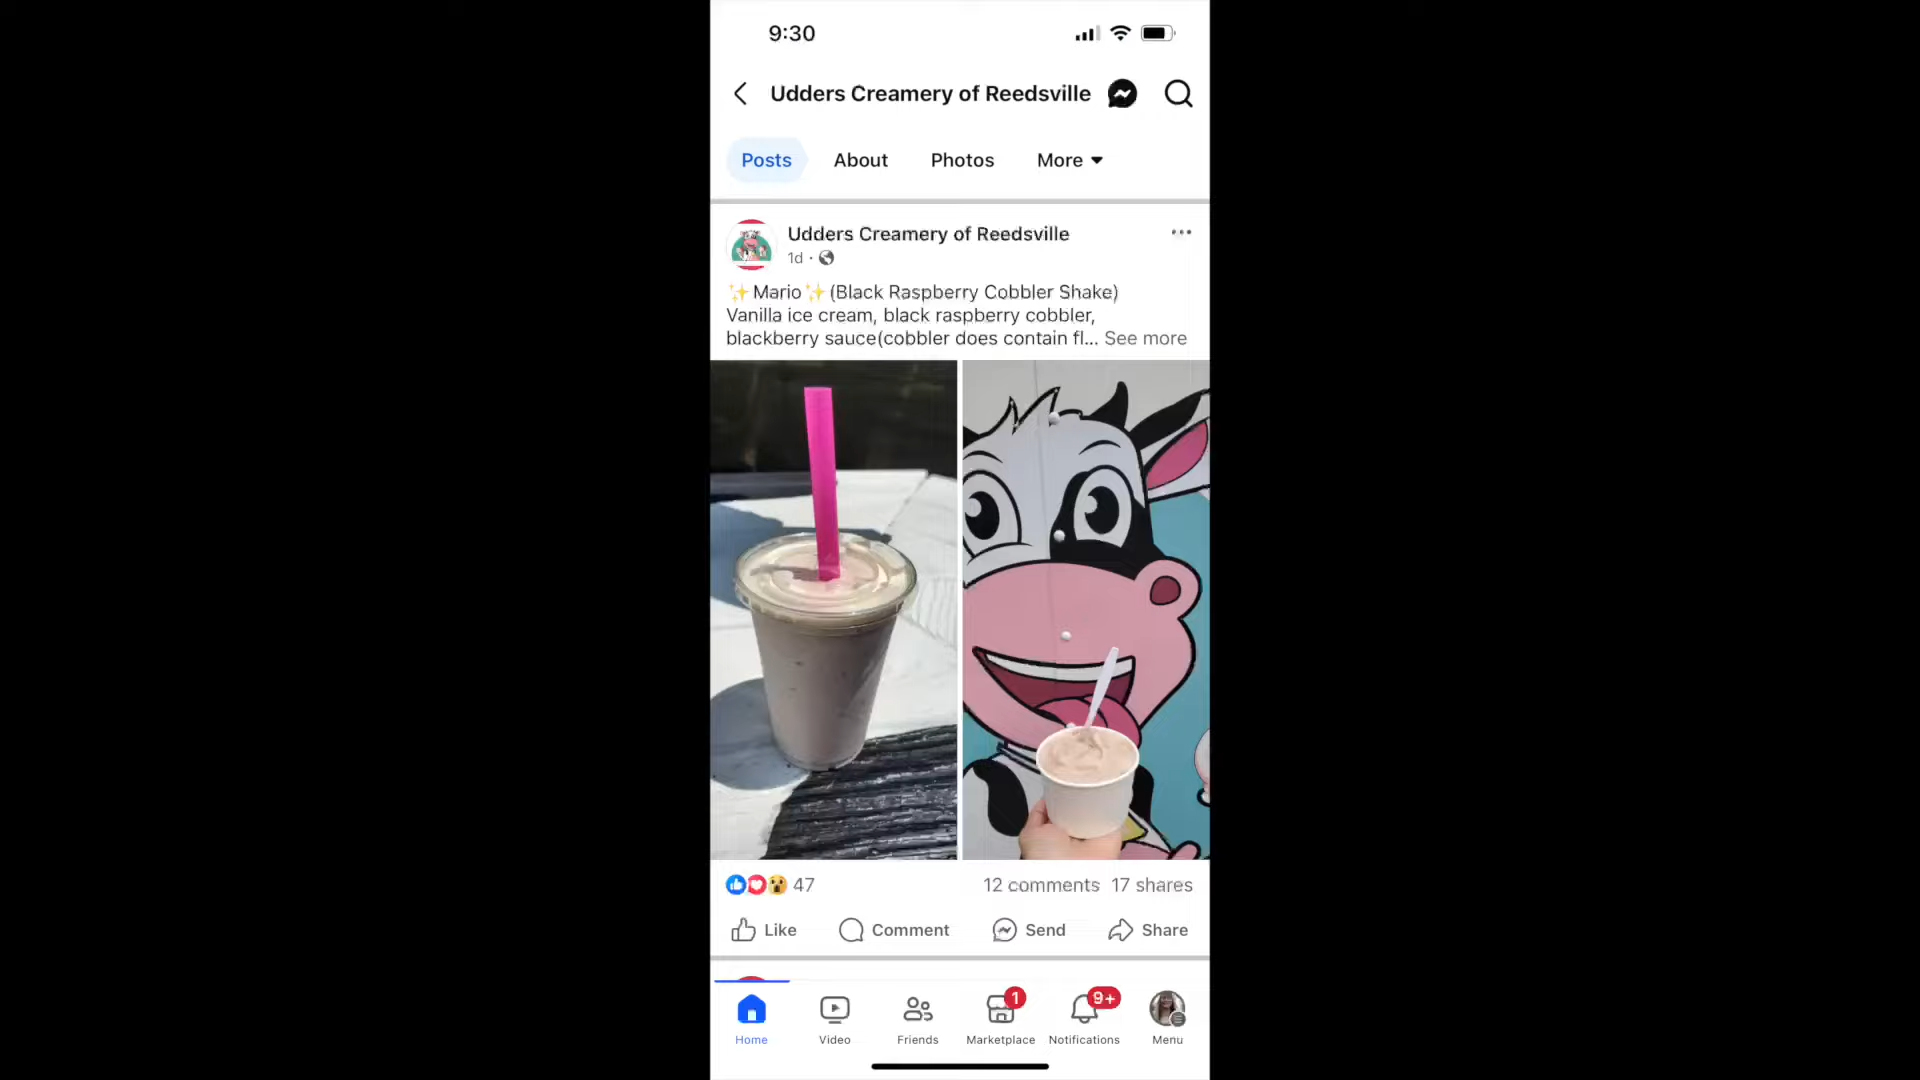 9:30
Udders Creamery of Reedsville
Posts About Photos More
Udders Creamery of Reedsville
1d ·
✨Mario✨(Black Raspberry Cobbler Shake)
Vanilla ice cream, black raspberry cobbler,
blackberry sauce(cobbler does contain fl... See more
47 12 comments 17 shares
Like Comment Send Share
1 9+
Home Video Friends Marketplace Notifications Menu